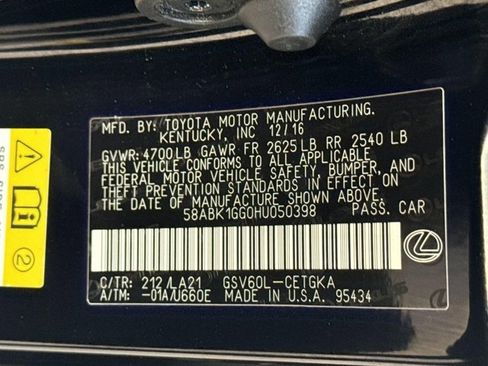 MFD. BY: TOYOTA MOTOR MANUFACTURING.
KENTUCKY, INC 12/16
GVWR: 4700LB GAWR FR 2625LB RR 2540 LB
THIS VEHICLE CONFORMS TO ALL APPLICABLE
FEDERAL MOTOR VEHICLE SAFETY, BUMPER, AND
THEFT PREVENTION STANDARDS IN EFFECT ON
THE DATE OF MANUFACTURE SHOWN ABOVE.
58ABK1GG0HU050398 PASS. CAR
C/TR: 212/LA21 GSV60L-CETGKA
A/TM: -01A/U660E MADE IN U.S.A. 95434
2